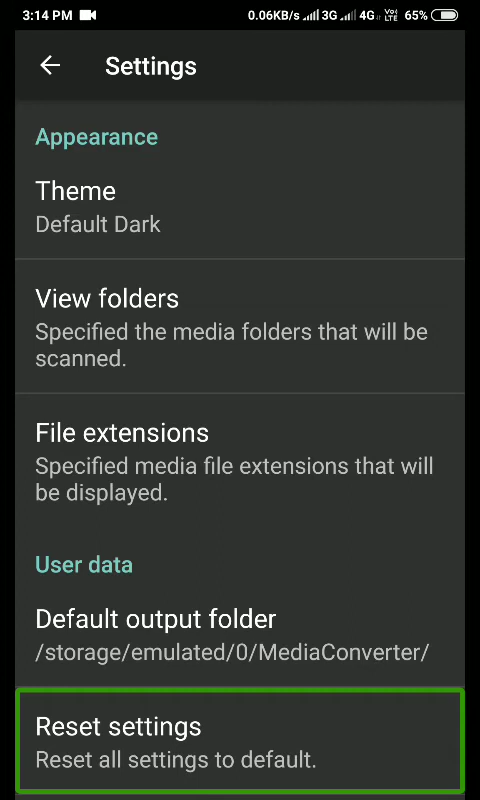 3:14 PM 0.06KB/s 3G 4G VoLTE 65%
Settings
Appearance
Theme
Default Dark
View folders
Specified the media folders that will be
scanned.
File extensions
Specified media file extensions that will
be displayed.
User data
Default output folder
/storage/emulated/0/MediaConverter/
Reset settings
Reset all settings to default.